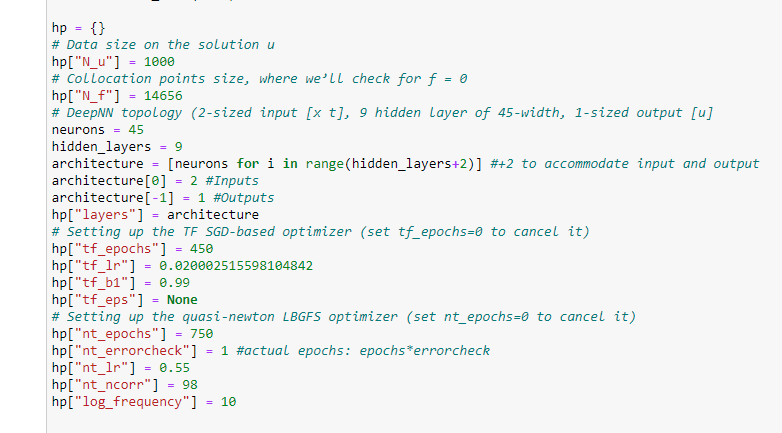 hp = {}
# Data size on the solution u
hp["N_u"] = 1000
# Collocation points size, where we’ll check for f = 0
hp["N_f"] = 14656
# DeepNN topology (2-sized input [x t], 9 hidden layer of 45-width, 1-sized output [u]
neurons = 45
hidden_layers = 9
architecture = [neurons for i in range(hidden_layers+2)] #+2 to accommodate input and output
architecture[0] = 2 #Inputs
architecture[-1] = 1 #Outputs
hp["layers"] = architecture
# Setting up the TF SGD-based optimizer (set tf_epochs=0 to cancel it)
hp["tf_epochs"] = 450
hp["tf_lr"] = 0.020002515598104842
hp["tf_b1"] = 0.99
hp["tf_eps"] = None
# Setting up the quasi-newton LBGFS optimizer (set nt_epochs=0 to cancel it)
hp["nt_epochs"] = 750
hp["nt_errorcheck"] = 1 #actual epochs: epochs*errorcheck
hp["nt_lr"] = 0.55
hp["nt_ncorr"] = 98
hp["log_frequency"] = 10